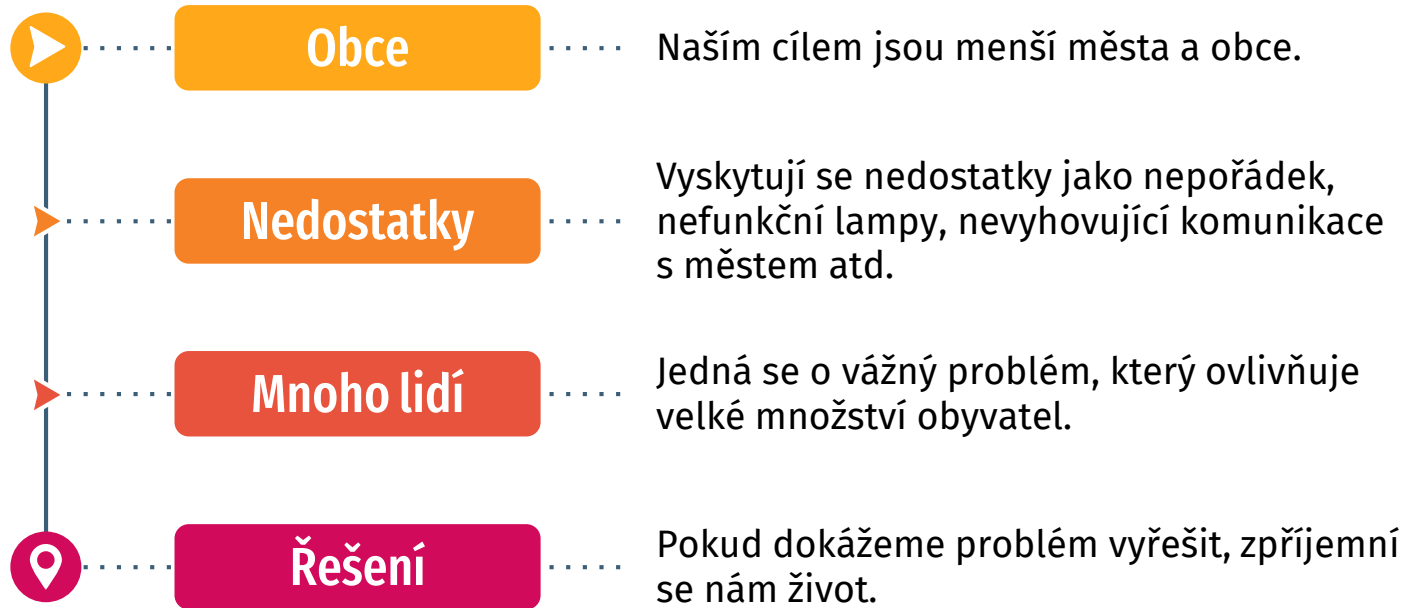 Obce
Naším cílem jsou menší města a obce.
Nedostatky
Vyskytují se nedostatky jako nepořádek,
nefunkční lampy, nevyhovující komunikace
s městem atd.
Mnoho lidí
Jedná se o vážný problém, který ovlivňuje
velké množství obyvatel.
Řešení
Pokud dokážeme problém vyřešit, zpříjemní
se nám život.